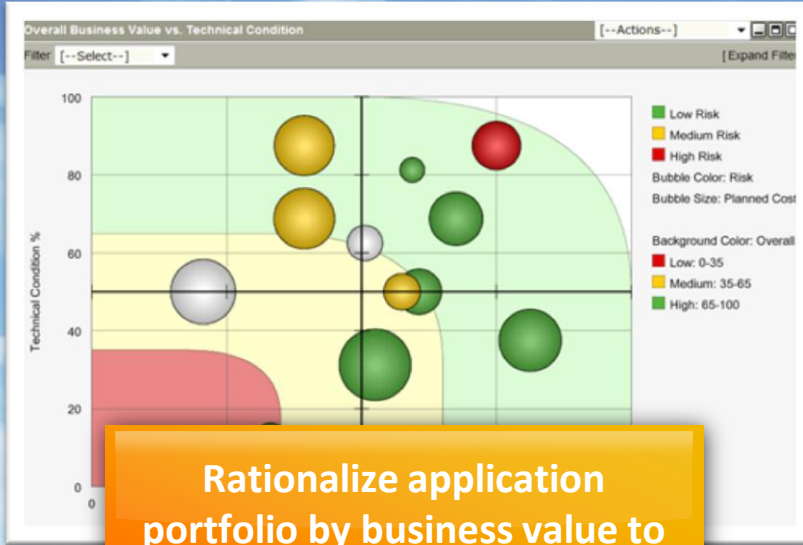 Overall Business Value vs. Technical Condition [--Actions--]
Filter [--Select--] [ Expand Filte
100
80
60
40
20
0
Technical Condition %
0
Low Risk
Medium Risk
High Risk
Bubble Color: Risk
Bubble Size: Planned Cost
Background Color: Overall
Low: 0-35
Medium: 35-65
High: 65-100
Rationalize application
portfolio by business value to